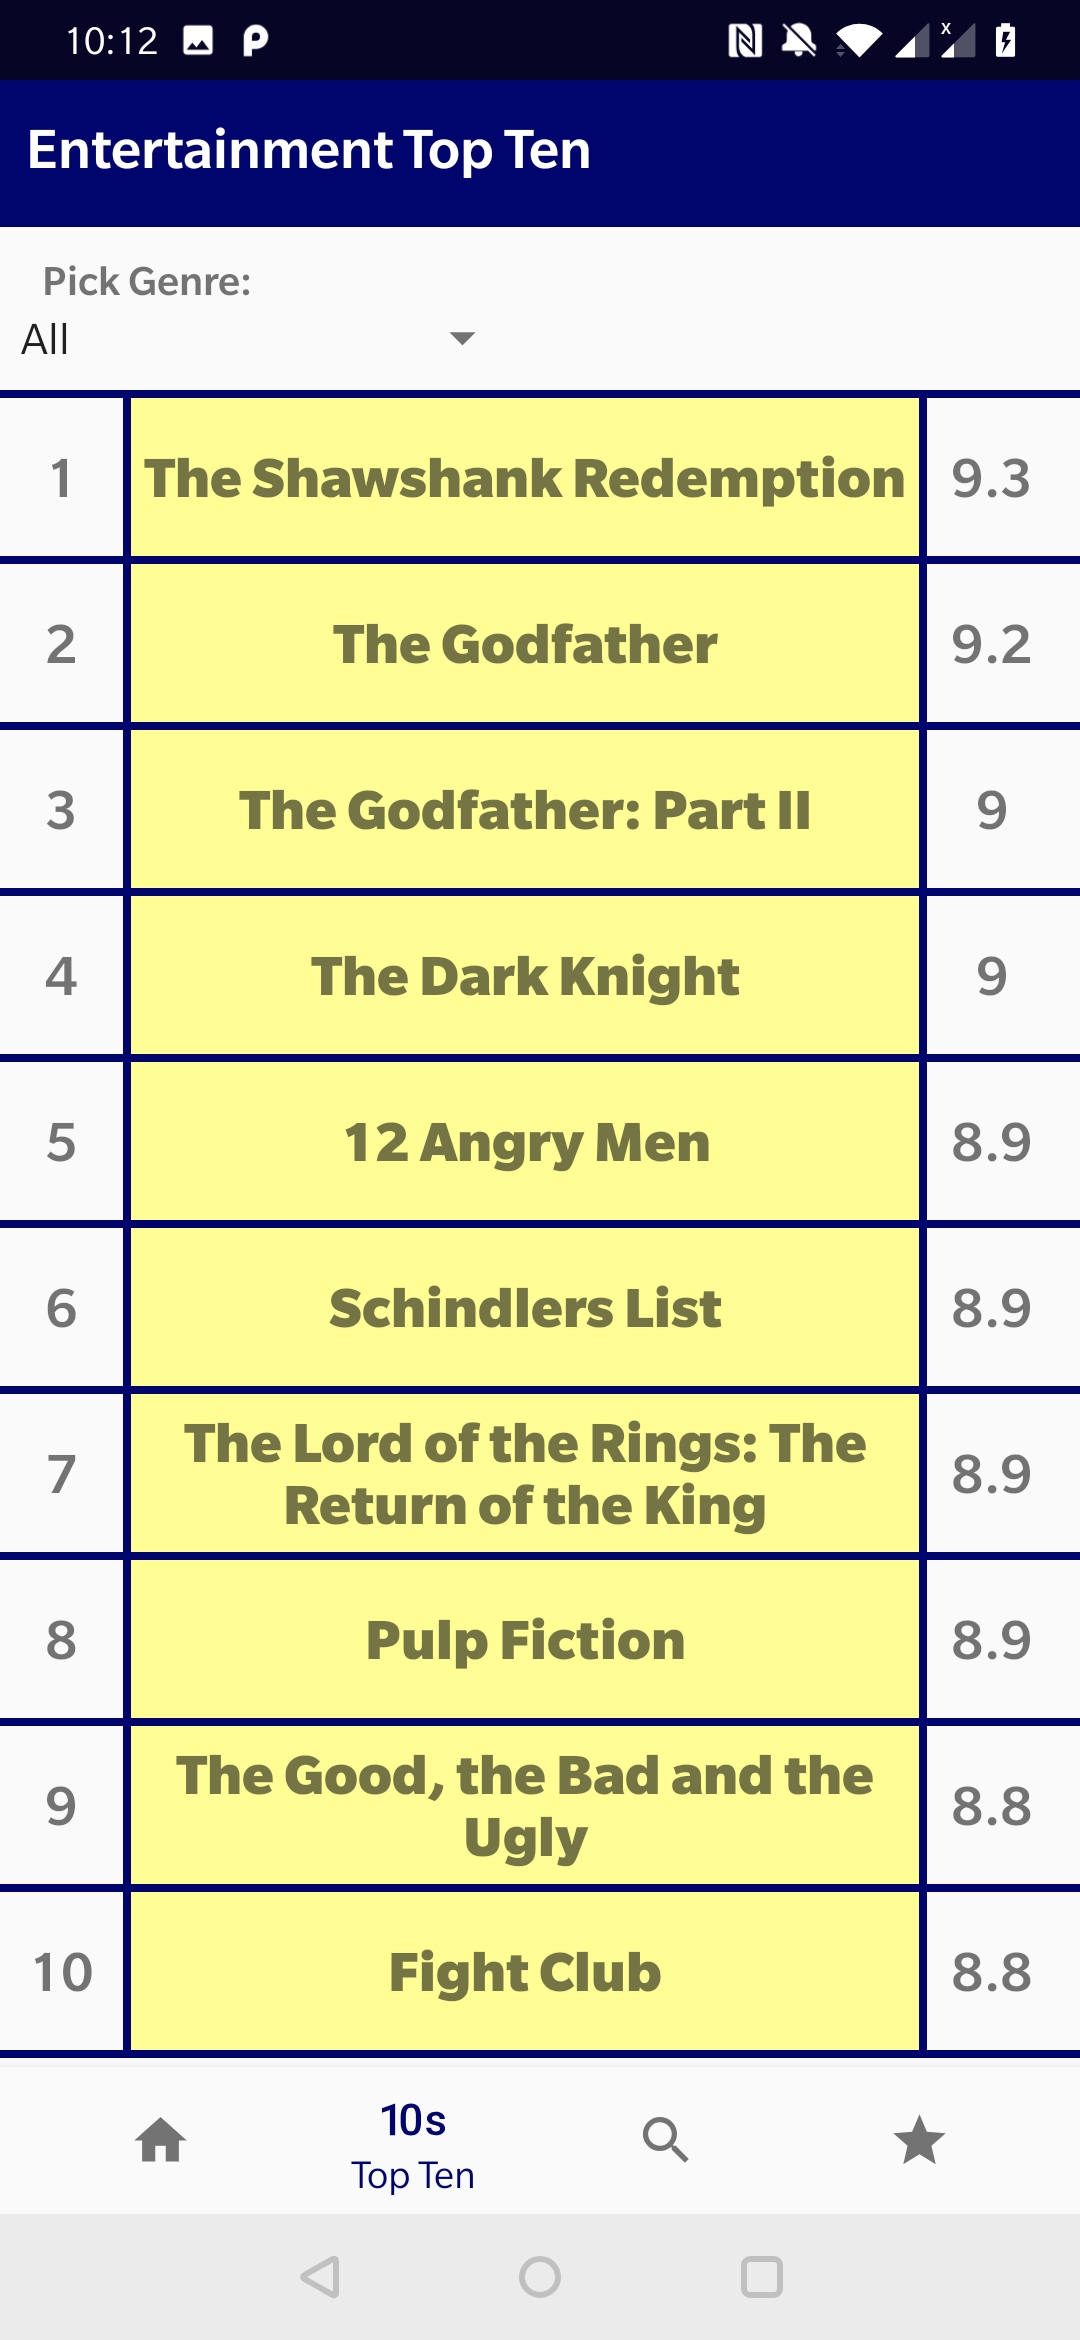 10:12
Entertainment Top Ten
Pick Genre:
All
1 The Shawshank Redemption 9.3
2 The Godfather 9.2
3 The Godfather: Part II 9
4 The Dark Knight 9
5 12 Angry Men 8.9
6 Schindlers List 8.9
7 The Lord of the Rings: The
Return of the King 8.9
8 Pulp Fiction 8.9
9 The Good, the Bad and the
Ugly 8.8
10 Fight Club 8.8
10s
Top Ten